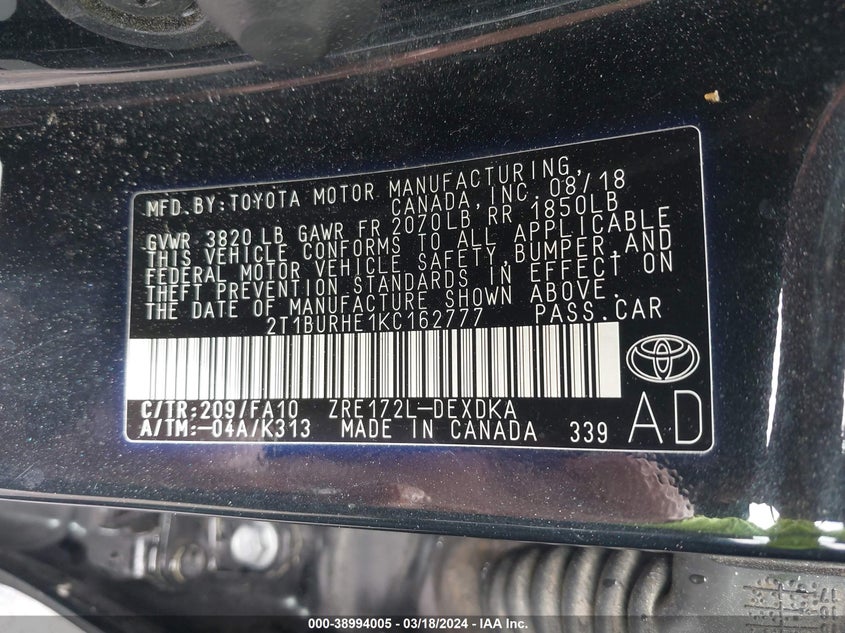 MFD. BY: TOYOTA MOTOR MANUFACTURING,
CANADA, INC. 08/18
GVWR 3820 LB GAWR FR 2070LB RR 1850LB
THIS VEHICLE CONFORMS TO ALL APPLICABLE
FEDERAL MOTOR VEHICLE SAFETY, BUMPER, AND
THEFT PREVENTION STANDARDS IN EFFECT ON
THE DATE OF MANUFACTURE SHOWN ABOVE.
2T1BURHE1KC162777 PASS. CAR
C/TR: 209/FA10 ZRE172L-DEXDKA
A/TM: -04A/K313 MADE IN CANADA 339
AD
000-38994005 - 03/18/2024 - IAA Inc.